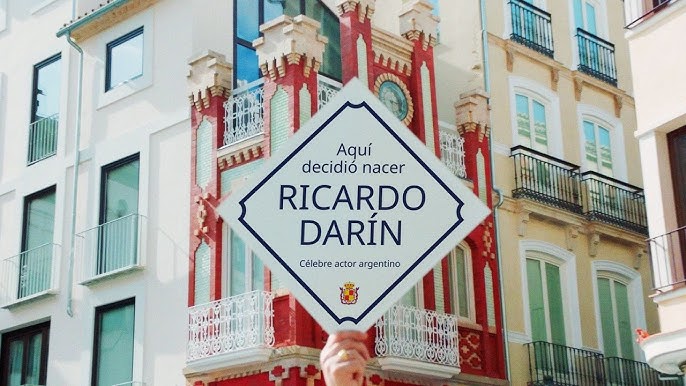 Aquí
decidió nacer
RICARDO
DARÍN
Célebre actor argentino